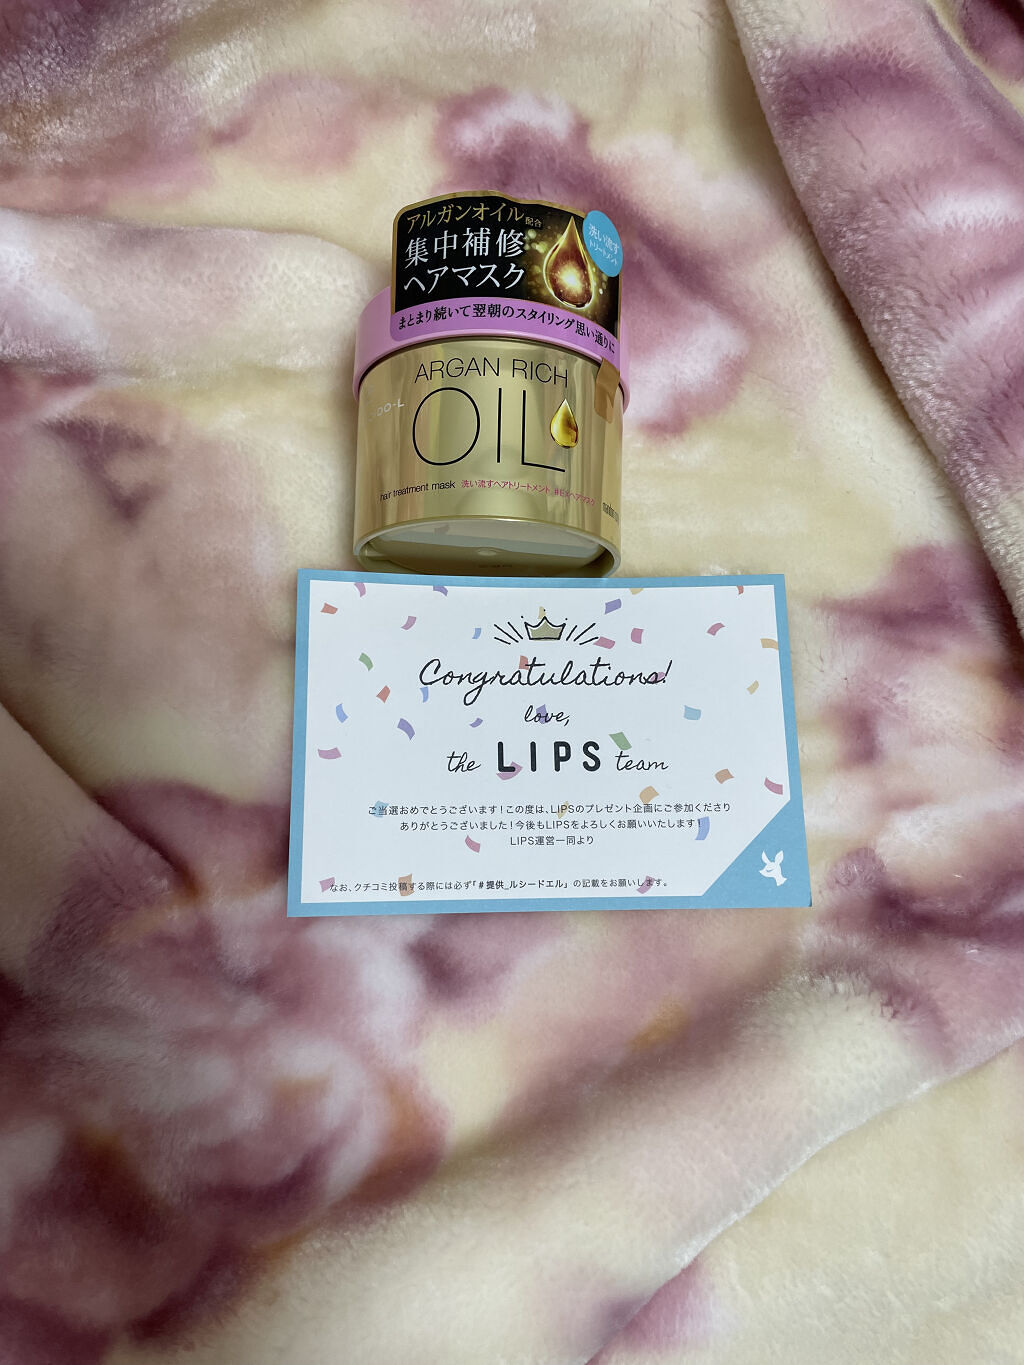 アルガンオイル配合
集中補修
ヘアマスク
洗い流す
トリートメント
まとまり続いて翌朝のスタイリング思い通りに
ARGAN RICH
OIL
hair treatment mask 洗い流すヘアトリートメント #EXヘアマスク
Congratulations!
love,
the LIPS team
ご当選おめでとうございます!この度は、LIPSのプレゼント企画にご参加くださり
ありがとうございました!今後もLIPSをよろしくお願いいたします!
LIPS運営一同より
なお、クチコミ投稿する際には必ず「#提供_ルシードエル」の記載をお願いします。